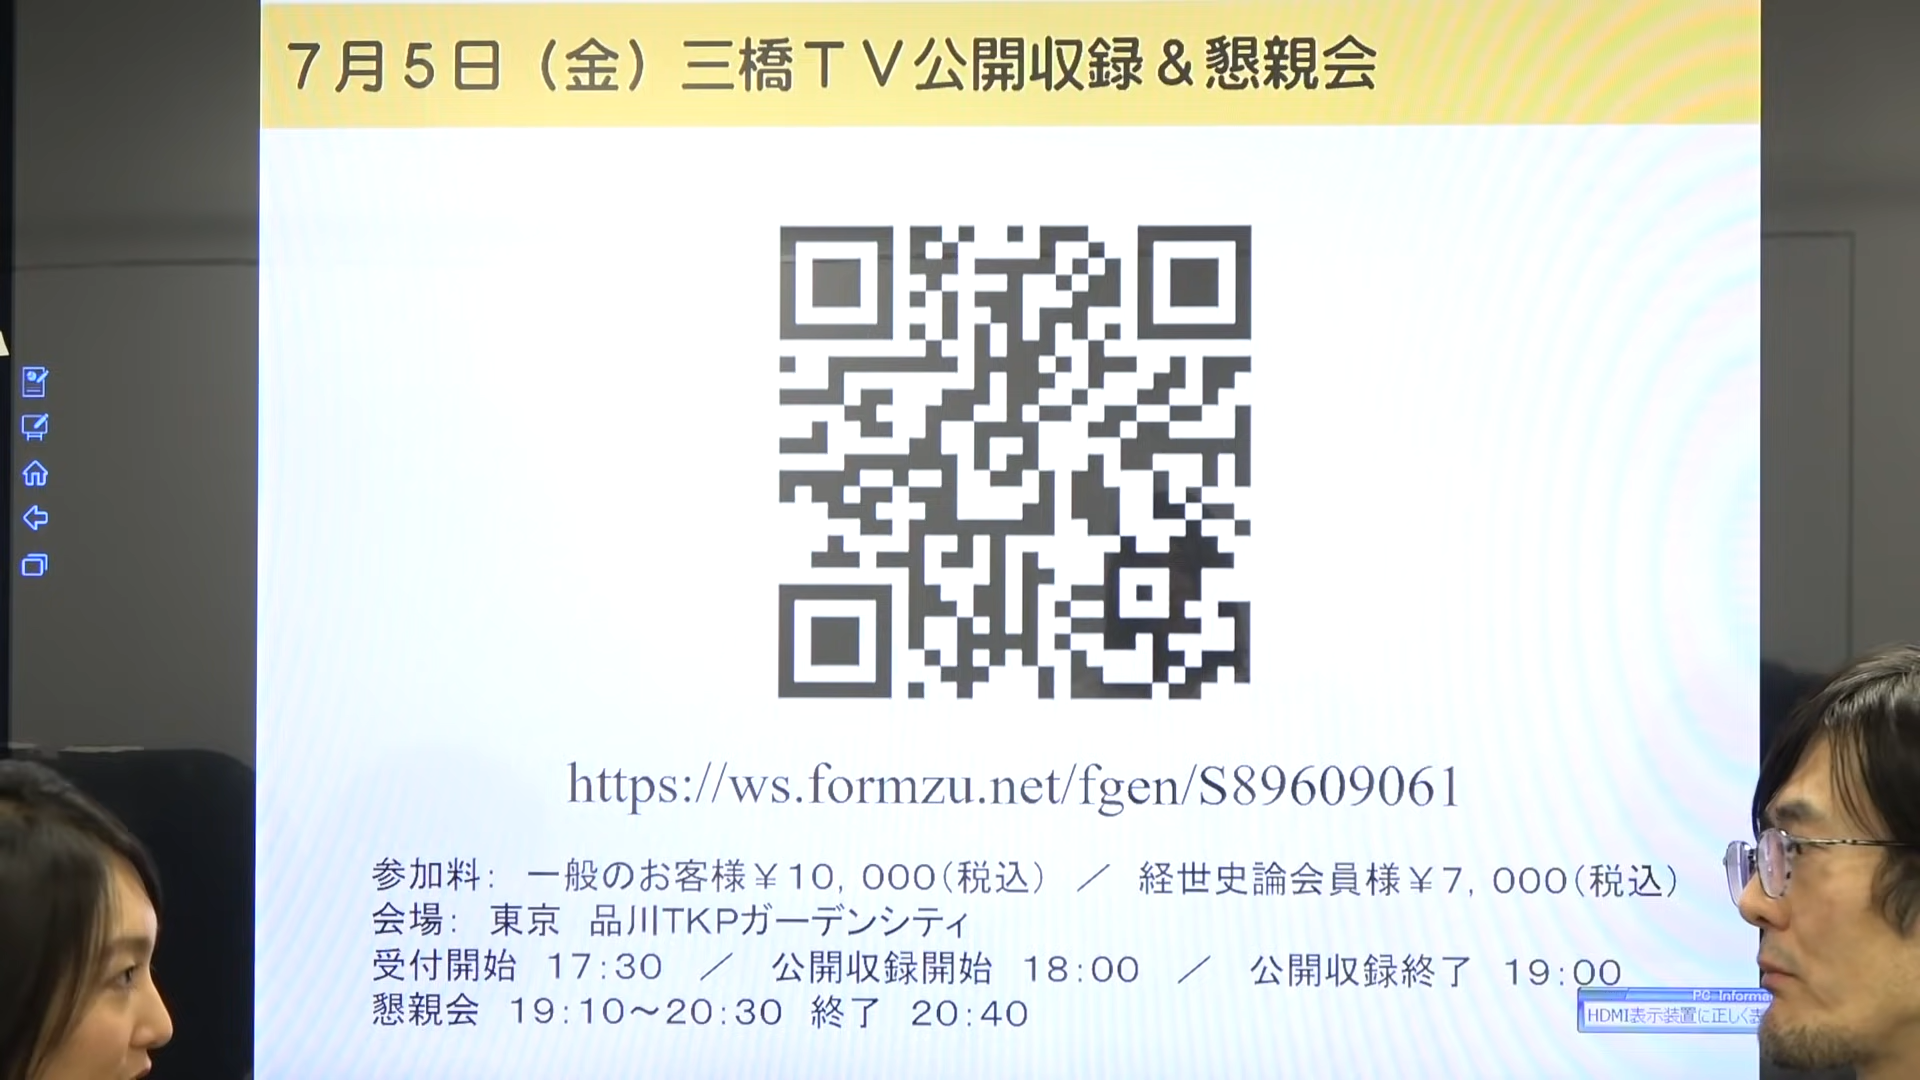 7月5日（金）三橋TV公開収録＆懇親会
https://ws.formzu.net/fgen/S89609061
参加料： 一般のお客様￥10，000（税込） ／ 経世史論会員様￥7，000（税込）
会場： 東京 品川TKPガーデンシティ
受付開始 17:30 ／ 公開収録開始 18:00 ／ 公開収録終了 19:00
懇親会 19:10～20:30 終了 20:40
PC
HDMI表示装置に正しく